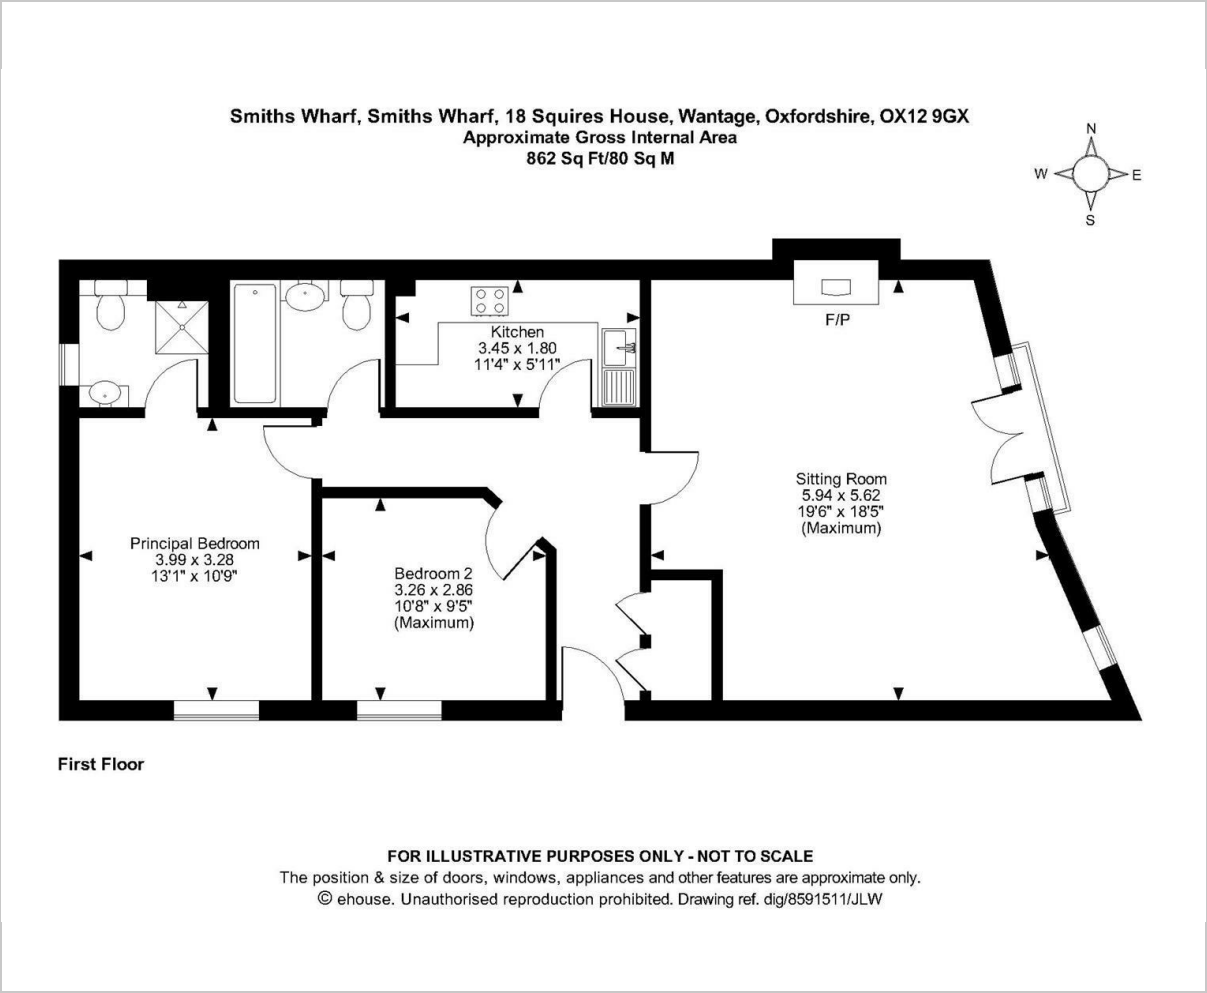 Smiths Wharf, Smiths Wharf, 18 Squires House, Wantage, Oxfordshire, OX12 9GX
Approximate Gross Internal Area
862 Sq Ft/80 Sq M
N
W
E
S
F/P
Kitchen
3.45 x 1.80
11'4" x 5'11"
Sitting Room
5.94 x 5.62
19'6" x 18'5"
(Maximum)
Principal Bedroom
3.99 x 3.28
13'1" x 10'9"
Bedroom 2
3.26 x 2.86
10'8" x 9'5"
(Maximum)
First Floor
FOR ILLUSTRATIVE PURPOSES ONLY - NOT TO SCALE
The position & size of doors, windows, appliances and other features are approximate only.
© ehouse. Unauthorised reproduction prohibited. Drawing ref. dig/8591511/JLW